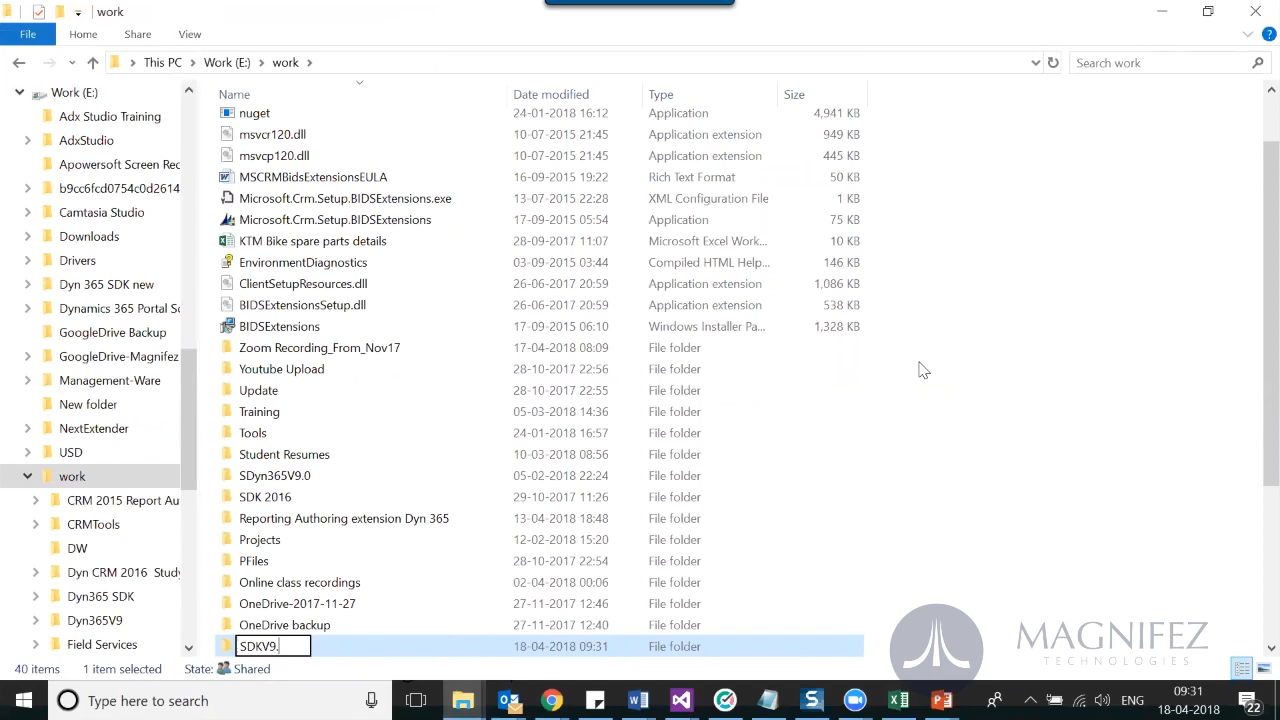 work
File Home Share View
This PC Work (E:) work Search work
Work (E:)
Adx Studio Training
AdxStudio
Apowersoft Screen Rec
b9cc6fcd0754c0d2614
Camtasia Studio
Downloads
Drivers
Dyn 365 SDK new
Dynamics 365 Portal Sc
GoogleDrive Backup
GoogleDrive-Magnifez
Management-Ware
New folder
NextExtender
USD
work
CRM 2015 Report Au
CRMTools
DW
Dyn CRM 2016 Study
Dyn365 SDK
Dyn365V9
Field Services
Name Date modified Type Size
nuget 24-01-2018 16:12 Application 4,941 KB
msvcr120.dll 10-07-2015 21:45 Application extension 949 KB
msvcp120.dll 10-07-2015 21:45 Application extension 445 KB
MSCRMBidsExtensionsEULA 16-09-2015 19:22 Rich Text Format 50 KB
Microsoft.Crm.Setup.BIDSExtensions.exe 13-07-2015 22:28 XML Configuration File 1 KB
Microsoft.Crm.Setup.BIDSExtensions 17-09-2015 05:54 Application 75 KB
KTM Bike spare parts details 28-09-2017 11:07 Microsoft Excel Work... 10 KB
EnvironmentDiagnostics 03-09-2015 03:44 Compiled HTML Help... 146 KB
ClientSetupResources.dll 26-06-2017 20:59 Application extension 1,086 KB
BIDSExtensionsSetup.dll 26-06-2017 20:59 Application extension 538 KB
BIDSExtensions 17-09-2015 06:10 Windows Installer Pa... 1,328 KB
Zoom Recording_From_Nov17 17-04-2018 08:09 File folder
Youtube Upload 28-10-2017 22:56 File folder
Update 28-10-2017 22:55 File folder
Training 05-03-2018 14:36 File folder
Tools 24-01-2018 16:57 File folder
Student Resumes 10-03-2018 08:56 File folder
SDyn365V9.0 05-02-2018 22:24 File folder
SDK 2016 29-10-2017 11:26 File folder
Reporting Authoring extension Dyn 365 13-04-2018 18:48 File folder
Projects 12-02-2018 15:20 File folder
PFiles 28-10-2017 22:54 File folder
Online class recordings 02-04-2018 00:06 File folder
OneDrive-2017-11-27 27-11-2017 12:46 File folder
OneDrive backup 27-11-2017 12:40 File folder
SDKV9. 18-04-2018 09:31 File folder
MAGNIFEZ
TECHNOLOGIES
40 items 1 item selected State: Shared
Type here to search
ENG
09:31
18-04-2018
22